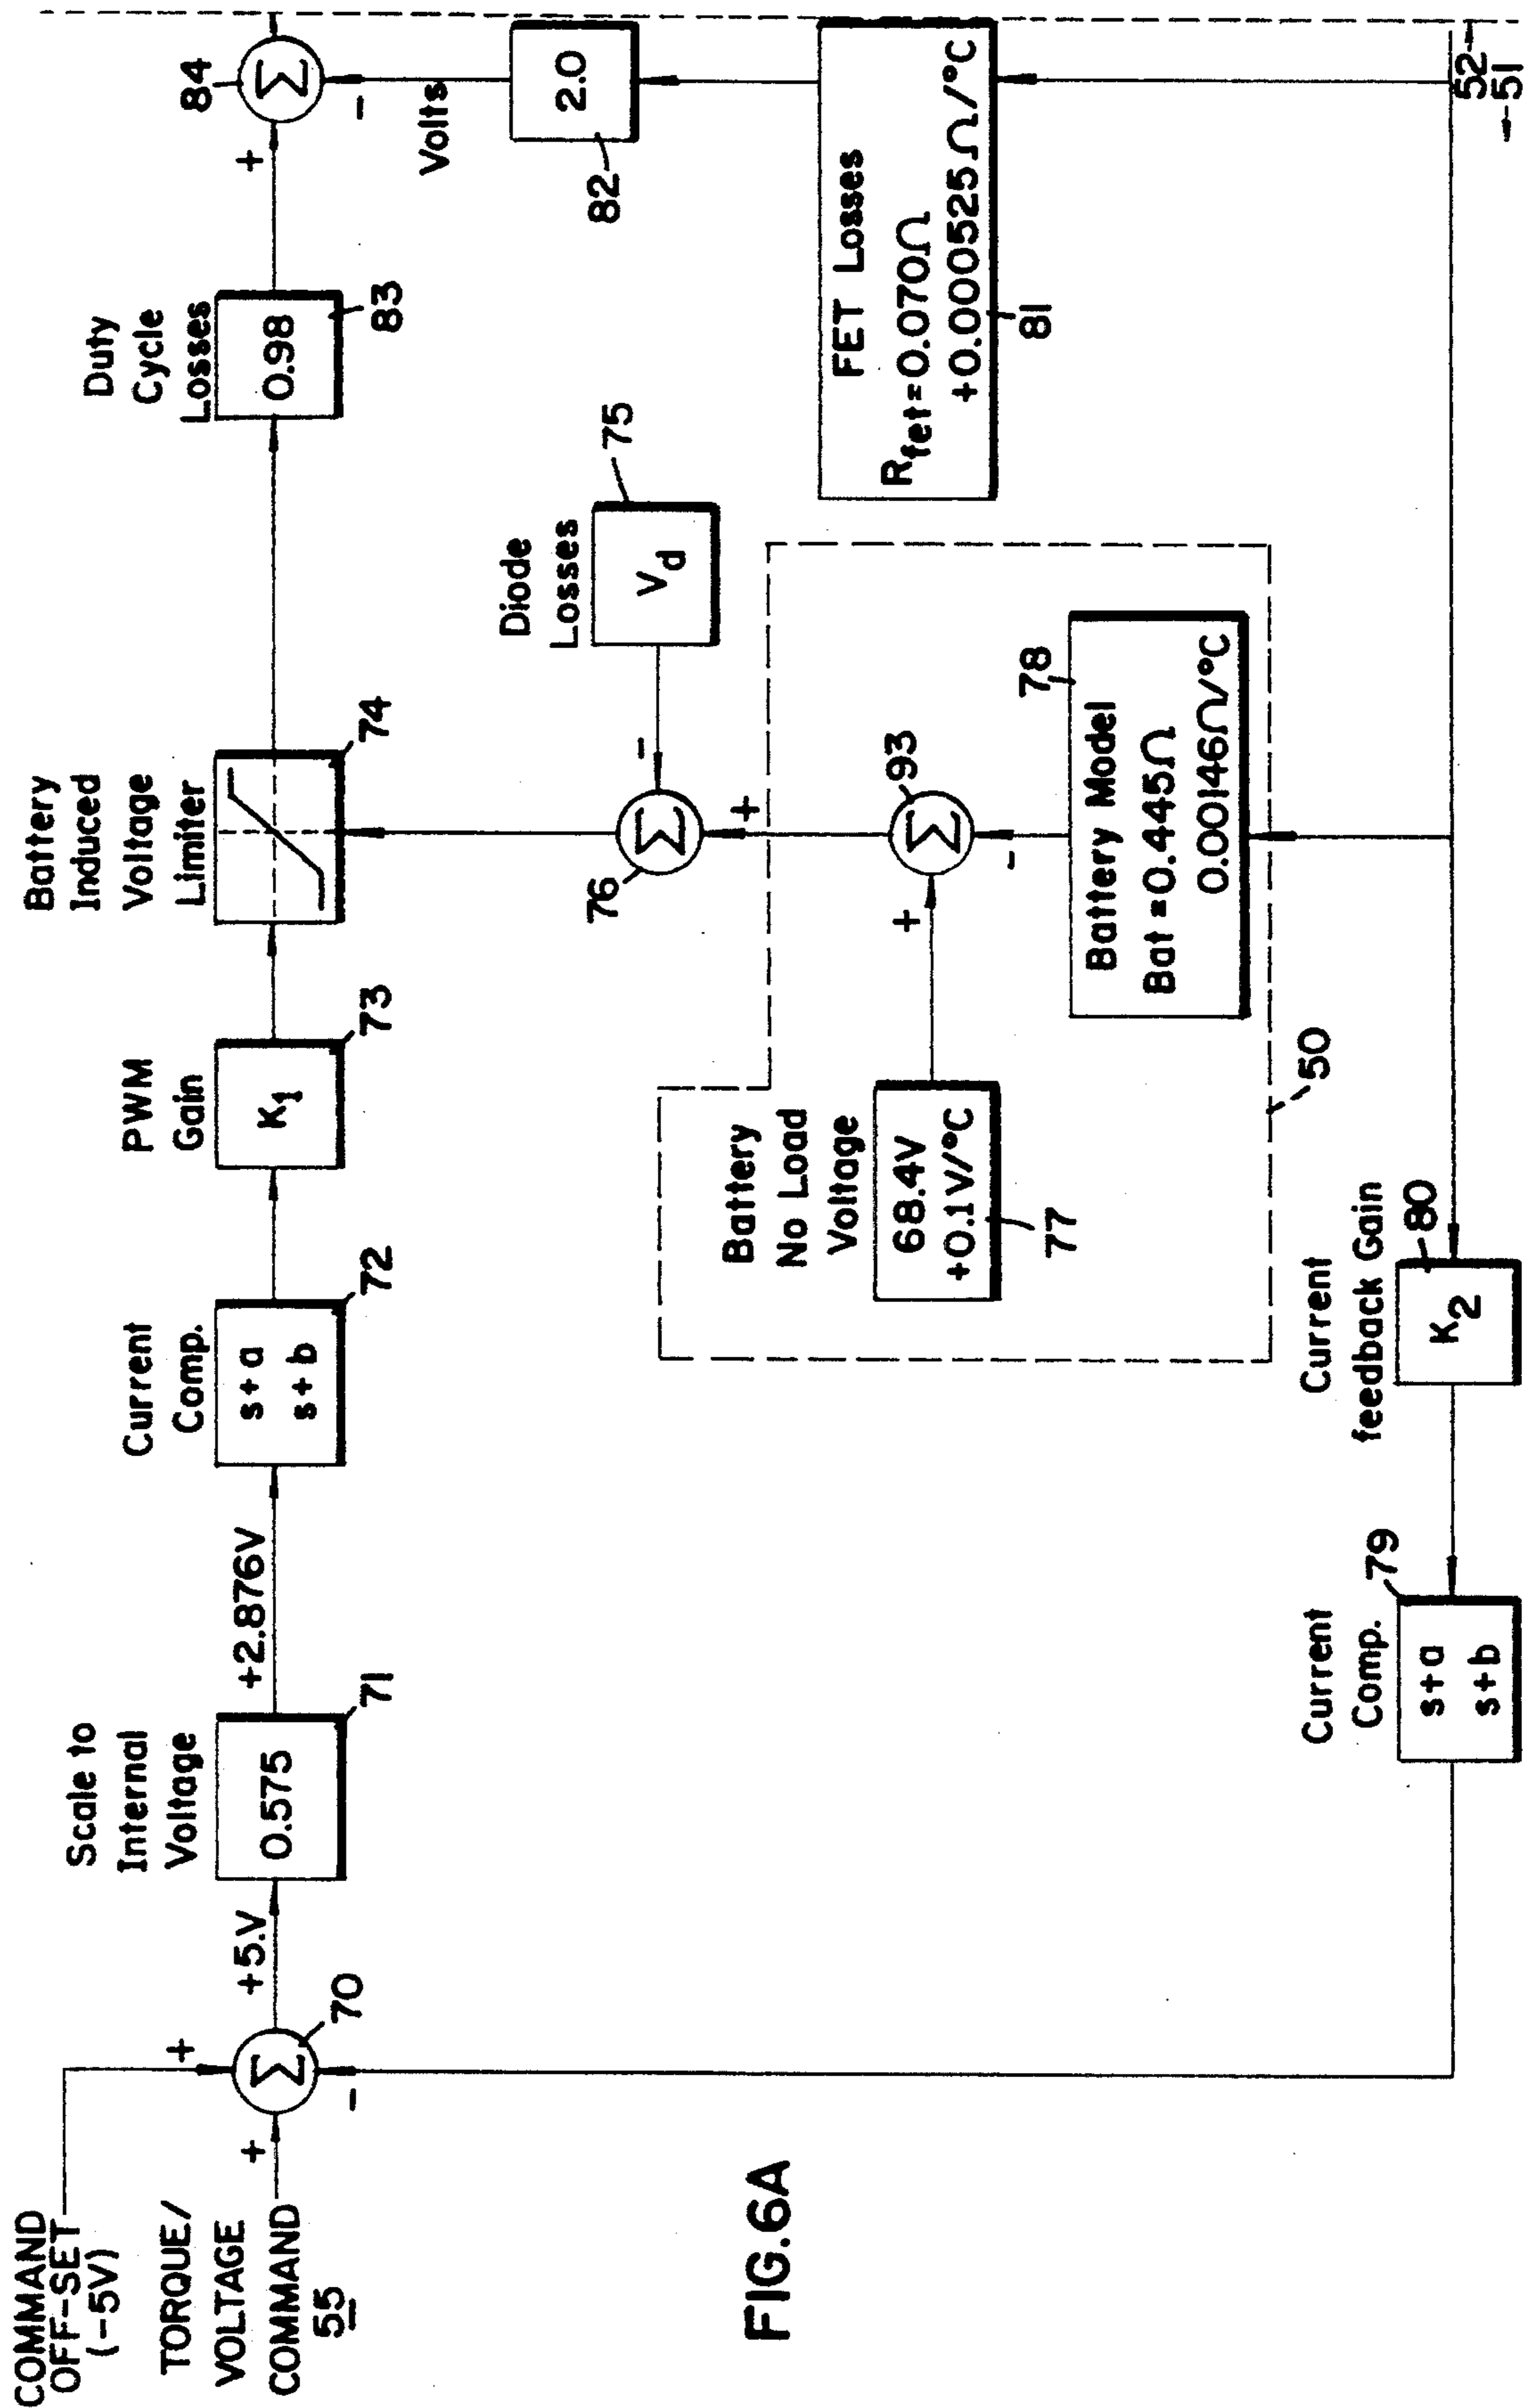 COMMAND
OFF-SET
(-5V)
TORQUE/
VOLTAGE
COMMAND
55
+
+
-
Σ
70
+5.V
Scale to
Internal
Voltage
0.575
71
+2.876V
Current
Comp.
s+a
s+b
72
PWM
Gain
K1
73
Battery
Induced
Voltage
Limiter
74
Duty
Cycle
Losses
0.98
83
+
-
Σ
84
Volts
2.0
82
FET Losses
Rfet=0.070Ω
+0.000525Ω/°C
81
Diode
Losses
Vd
75
-
+
Σ
76
Battery
No Load
Voltage
68.4V
+0.1V/°C
77
+
-
Σ
93
78
Battery Model
Bat=0.445Ω
0.00146Ω/°C
50
Current
feedback Gain
K2
80
Current
Comp.
s+a
s+b
79
52
51
FIG.6A